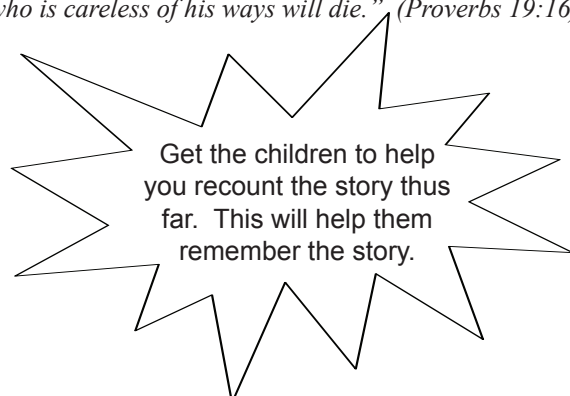 who is careless of his ways will die.” (Proverbs 19:16
Get the children to help
you recount the story thus
far. This will help them
remember the story.